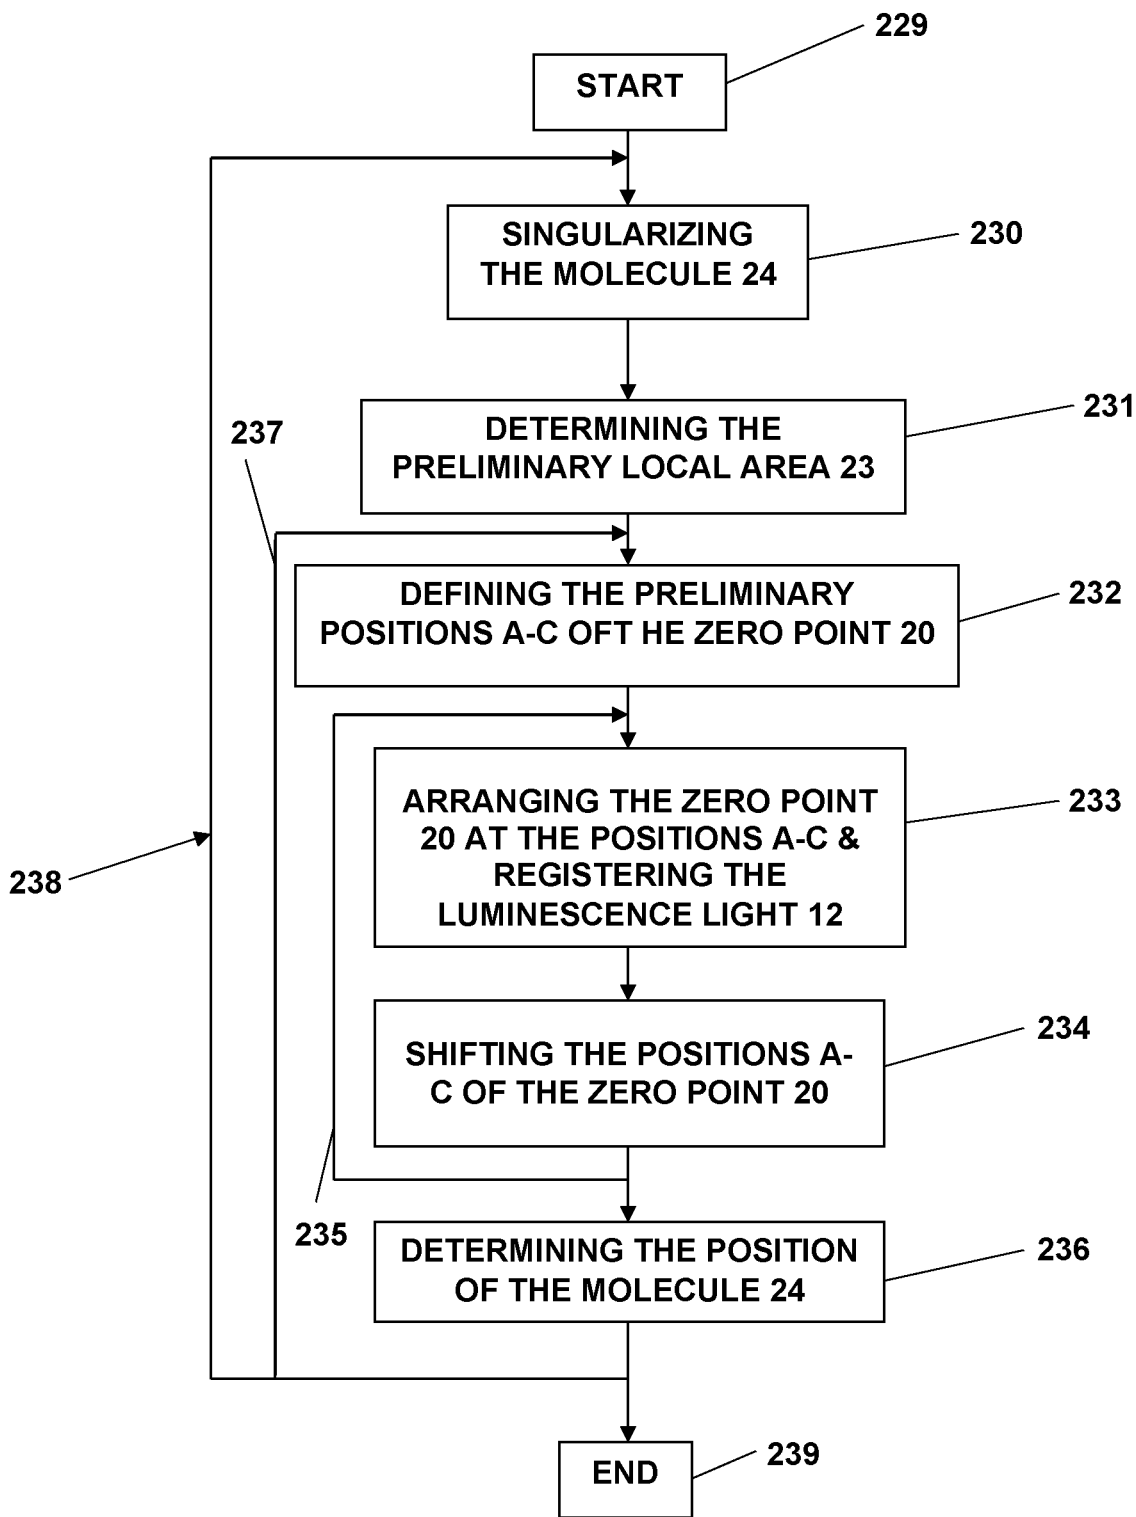 229
START
SINGULARIZING
THE MOLECULE 24
230
231
DETERMINING THE
PRELIMINARY LOCAL AREA 23
237
232
DEFINING THE PRELIMINARY
POSITIONS A-C OFT HE ZERO POINT 20
233
ARRANGING THE ZERO POINT
20 AT THE POSITIONS A-C &
REGISTERING THE
LUMINESCENCE LIGHT 12
238
234
SHIFTING THE POSITIONS A-
C OF THE ZERO POINT 20
235
236
DETERMINING THE POSITION
OF THE MOLECULE 24
239
END